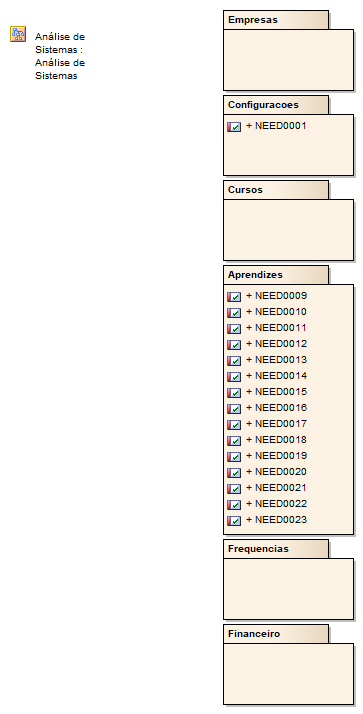 Análise de
Sistemas :
Análise de
Sistemas
Empresas
Configuracoes
+ NEED0001
Cursos
Aprendizes
+ NEED0009
+ NEED0010
+ NEED0011
+ NEED0012
+ NEED0013
+ NEED0014
+ NEED0015
+ NEED0016
+ NEED0017
+ NEED0018
+ NEED0019
+ NEED0020
+ NEED0021
+ NEED0022
+ NEED0023
Frequencias
Financeiro